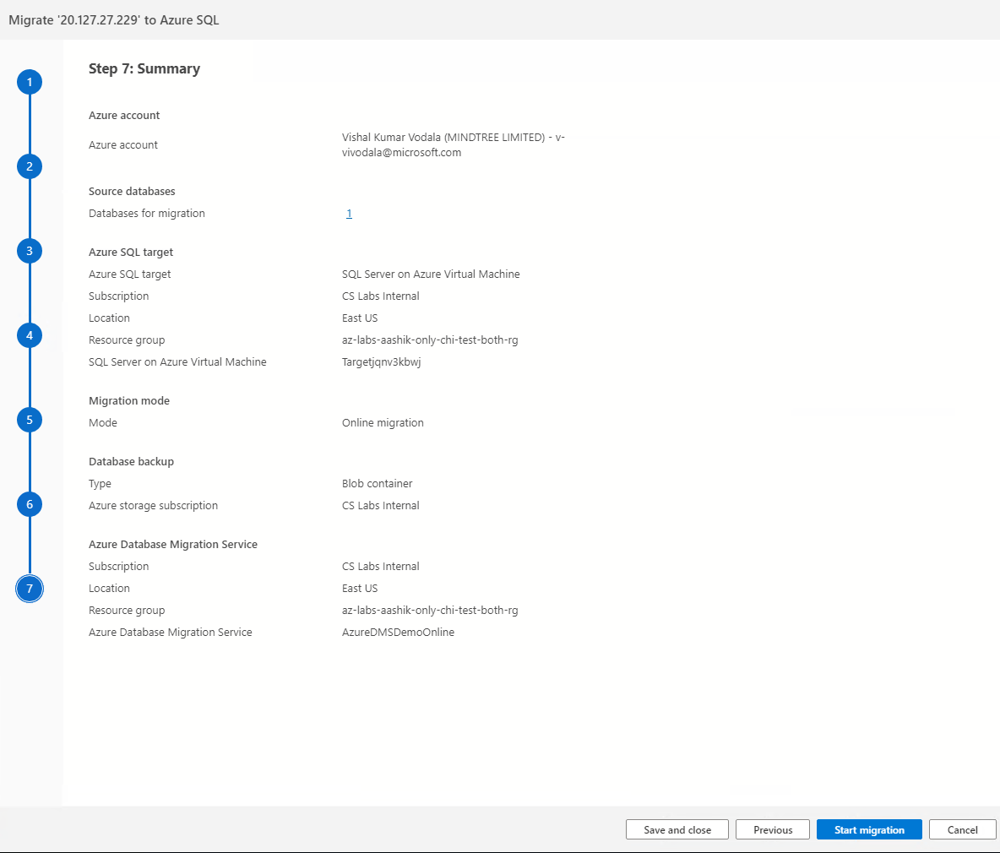 Migrate '20.127.27.229' to Azure SQL
1
2
3
4
5
6
7
Step 7: Summary
Azure account
Azure account
Vishal Kumar Vodala (MINDTREE LIMITED) - v-
vivodala@microsoft.com
Source databases
Databases for migration 1
Azure SQL target
Azure SQL target SQL Server on Azure Virtual Machine
Subscription CS Labs Internal
Location East US
Resource group az-labs-aashik-only-chi-test-both-rg
SQL Server on Azure Virtual Machine Targetjqnv3kbwj
Migration mode
Mode Online migration
Database backup
Type Blob container
Azure storage subscription CS Labs Internal
Azure Database Migration Service
Subscription CS Labs Internal
Location East US
Resource group az-labs-aashik-only-chi-test-both-rg
Azure Database Migration Service AzureDMSDemoOnline
Save and close Previous Start migration Cancel